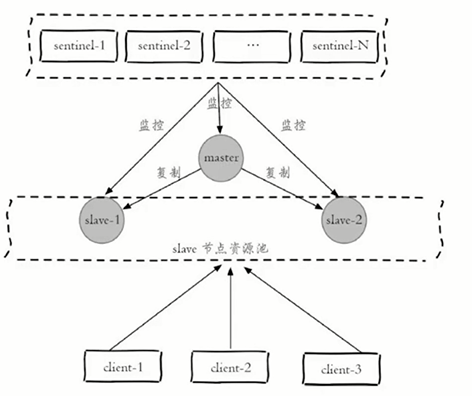 sentinel-1 sentinel-2 ... sentinel-N
监控 监控 监控
master
复制 复制
slave-1 slave-2
slave 节点资源池
client-1 client-2 client-3